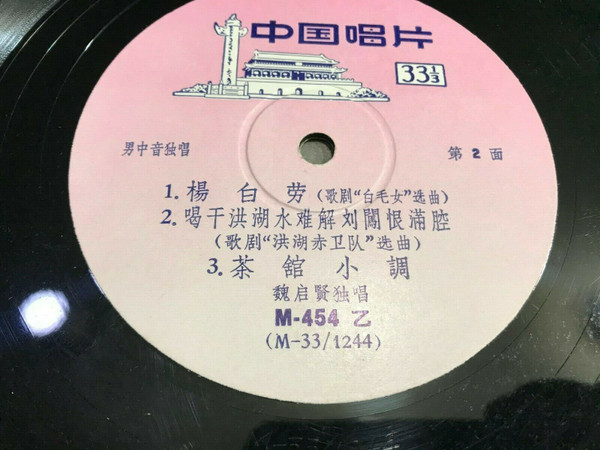 中国唱片
33⅓
男中音独唱
第2面
1. 楊白劳(歌剧“白毛女”选曲)
2. 喝干洪湖水难解刘闖恨滿腔
(歌剧“洪湖赤卫队”选曲)
3. 茶舘小調
魏启賢独唱
M-454 乙
(M-33/1244)